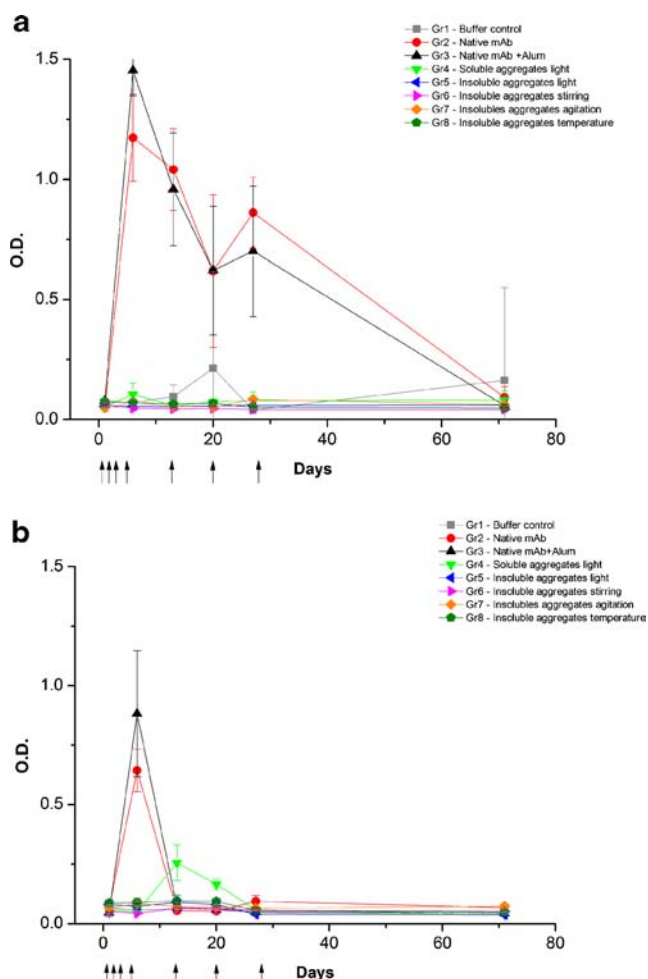 a
Gr1 - Buffer control
Gr2 - Native mAb
Gr3 - Native mAb +Alum
Gr4 - Soluble aggregates light
Gr5 - Insoluble aggregates light
Gr6 - Insoluble aggregates stirring
Gr7 - Insolubles aggregates agitation
Gr8 - Insoluble aggregates temperature
1.5
1.0
0.5
0.0
O.D.
0
20
40
60
80
Days
b
Gr1 - Buffer control
Gr2 - Native mAb
Gr3 - Native mAb+Alum
Gr4 - Soluble aggregates light
Gr5 - Insoluble aggregates light
Gr6 - Insoluble aggregates stirring
Gr7 - Insolubles aggregates agitation
Gr8 - Insoluble aggregates temperature
1.5
1.0
0.5
0.0
O.D.
0
20
40
60
80
Days